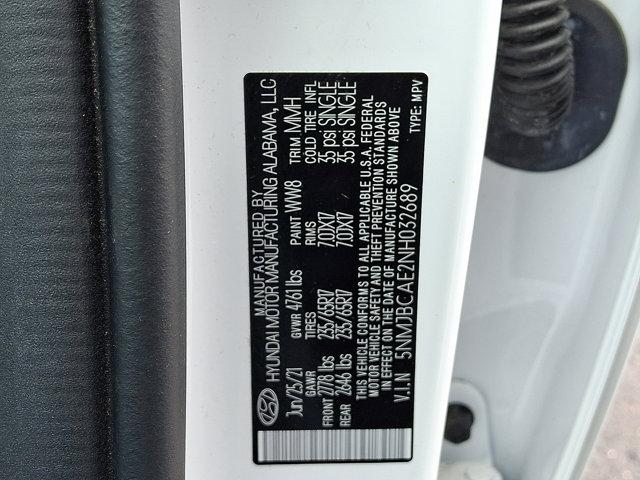 MANUFACTURED BY
HYUNDAI MOTOR MANUFACTURING ALABAMA, LLC
Jun/25/21 GVWR 4761 lbs PAINT WW8 TRIM MMH
GAWR TIRES RIMS COLD TIRE INFL
FRONT 2778 lbs 235/65R17 7.0JX17 35 psi SINGLE
REAR 2646 lbs 235/65R17 7.0JX17 35 psi SINGLE
THIS VEHICLE CONFORMS TO ALL APPLICABLE U.S.A. FEDERAL
MOTOR VEHICLE SAFETY AND THEFT PREVENTION STANDARDS
IN EFFECT ON THE DATE OF MANUFACTURE SHOWN ABOVE
V.I.N 5NMJBCAE2NH032689 TYPE: MPV